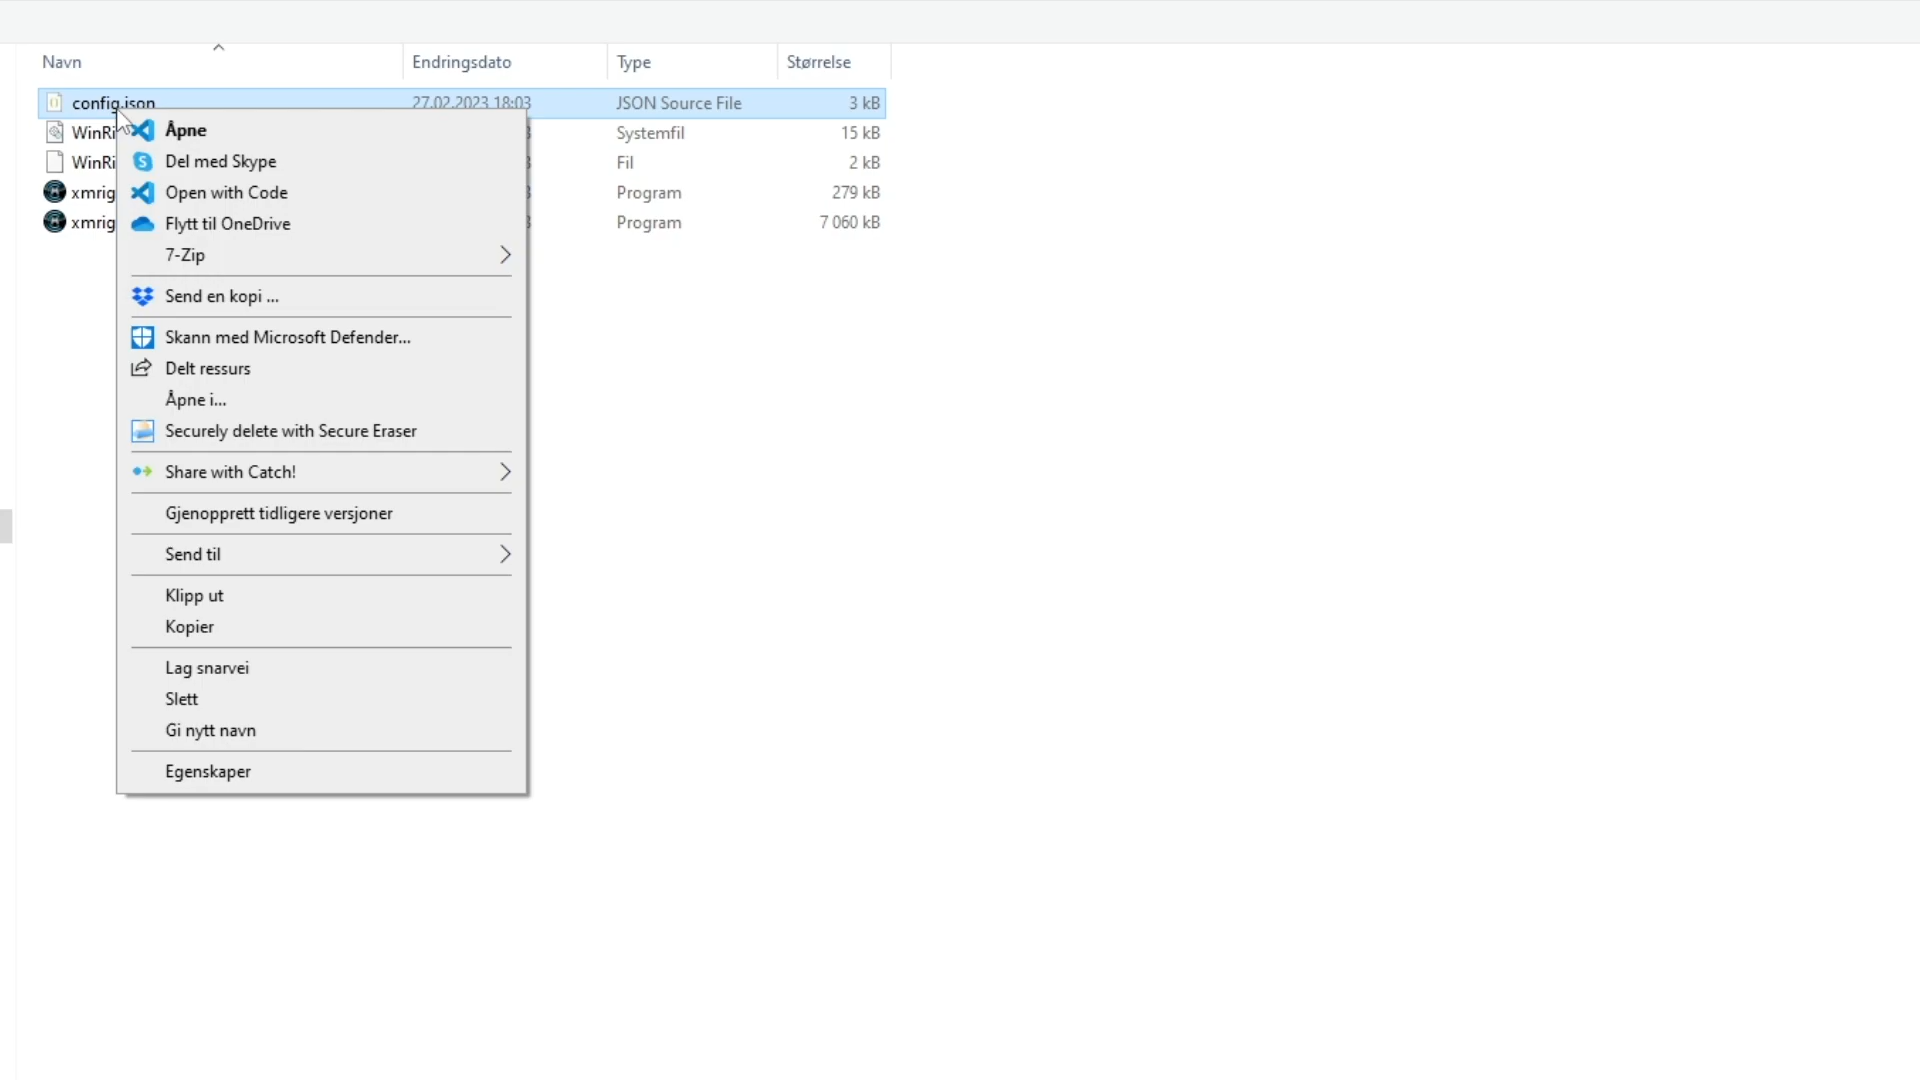 Navn Endringsdato Type Størrelse
config.json 27.02.2023 18:03 JSON Source File 3 kB
WinRi Systemfil 15 kB
WinRi Fil 2 kB
xmrig Program 279 kB
xmrig Program 7 060 kB
Åpne
Del med Skype
Open with Code
Flytt til OneDrive
7-Zip
Send en kopi ...
Skann med Microsoft Defender...
Delt ressurs
Åpne i...
Securely delete with Secure Eraser
Share with Catch!
Gjenopprett tidligere versjoner
Send til
Klipp ut
Kopier
Lag snarvei
Slett
Gi nytt navn
Egenskaper